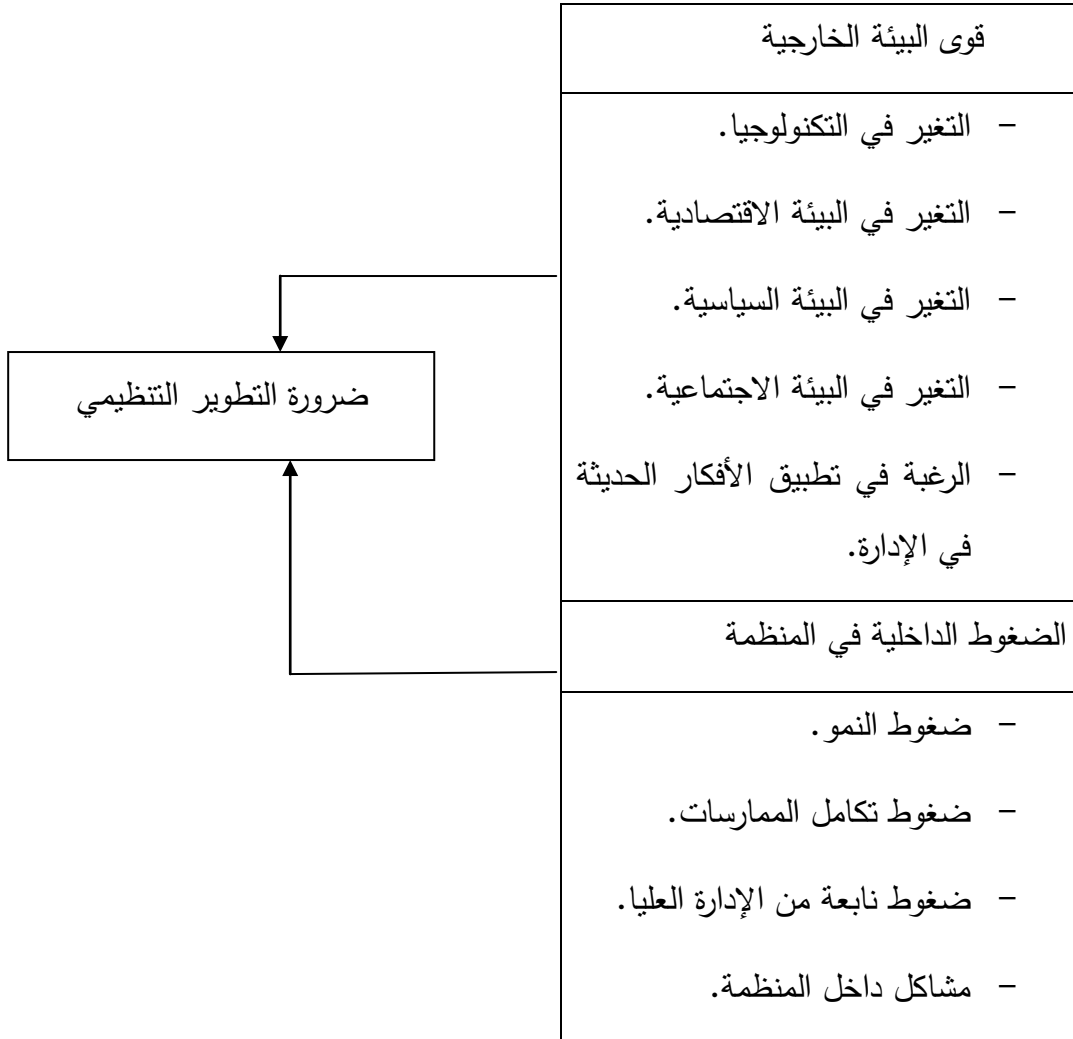 قوى البيئة الخارجية
- التغير في التكنولوجيا.
- التغير في البيئة الاقتصادية.
- التغير في البيئة السياسية.
- التغير في البيئة الاجتماعية.
- الرغبة في تطبيق الأفكار الحديثة
في الإدارة.
الضغوط الداخلية في المنظمة
- ضغوط النمو.
- ضغوط تكامل الممارسات.
- ضغوط نابعة من الإدارة العليا.
- مشاكل داخل المنظمة.
ضرورة التطوير التنظيمي